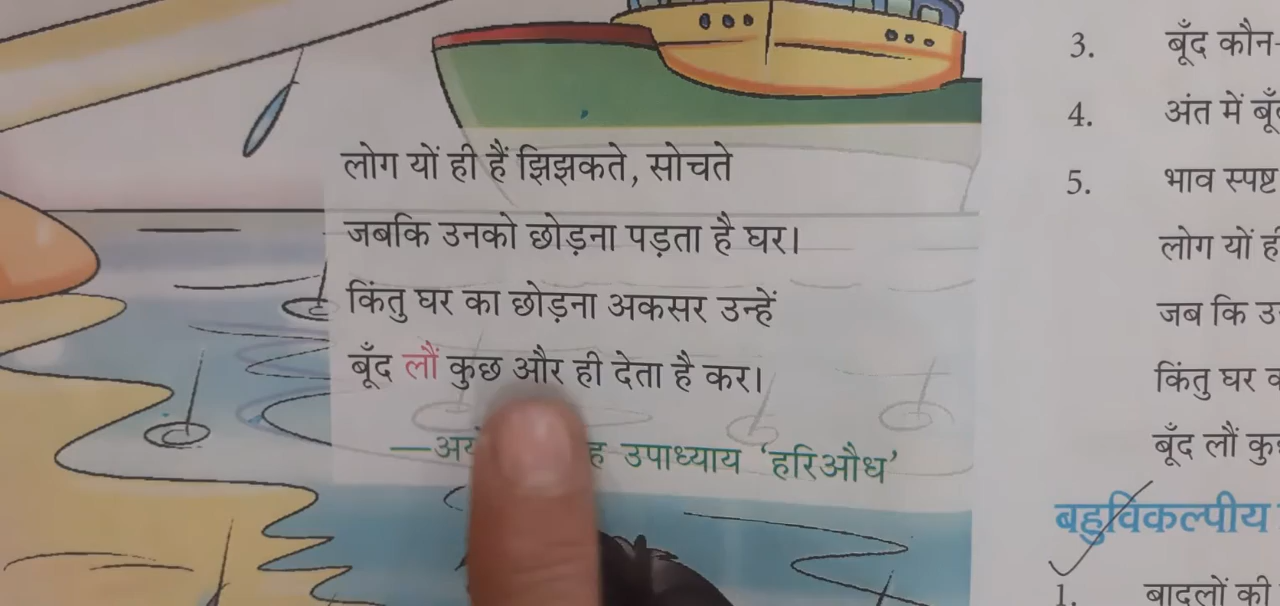 लोग यों ही हैं झिझकते, सोचते
जबकि उनको छोड़ना पड़ता है घर।
किंतु घर का छोड़ना अकसर उन्हें
बूँद लौं कुछ और ही देता है कर।
उपाध्याय 'हरिऔध'
3. बूँद कौन-
4. अंत में
5. भाव स्पष्ट
लोग यों ही
जब कि
किंतु घर
बूँद लौं
बहुविकल्पीय
1. बादलों की